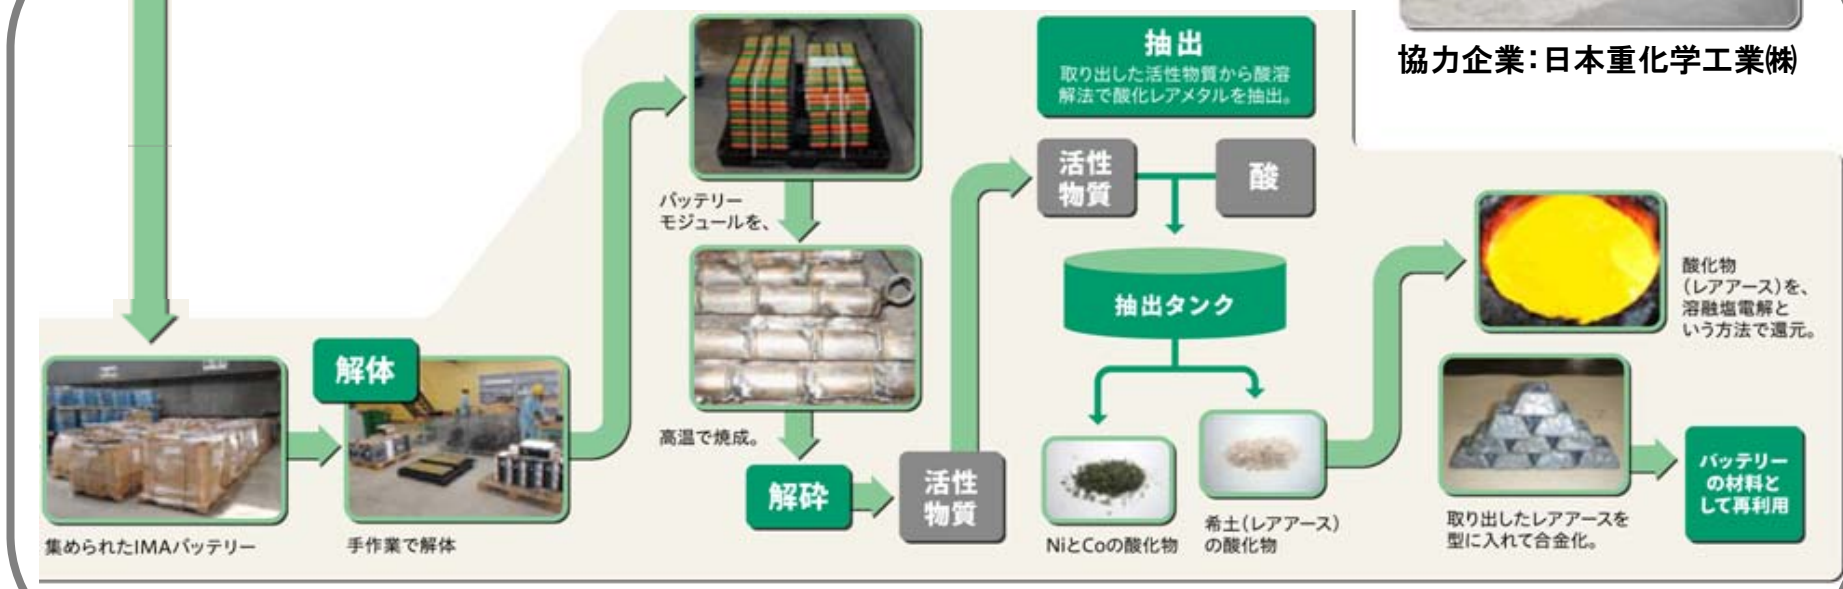 協力企業：日本重化学工業㈱
集められたIMAバッテリー
解体
手作業で解体
バッテリー
モジュールを、
高温で焼成。
解砕
活性
物質
抽出
取り出した活性物質から酸溶
解法で酸化レアメタルを抽出。
活性
物質
酸
抽出タンク
NiとCoの酸化物
希土（レアアース）
の酸化物
酸化物
（レアアース）を、
溶融塩電解と
いう方法で還元。
取り出したレアアースを
型に入れて合金化。
バッテリー
の材料と
して再利用